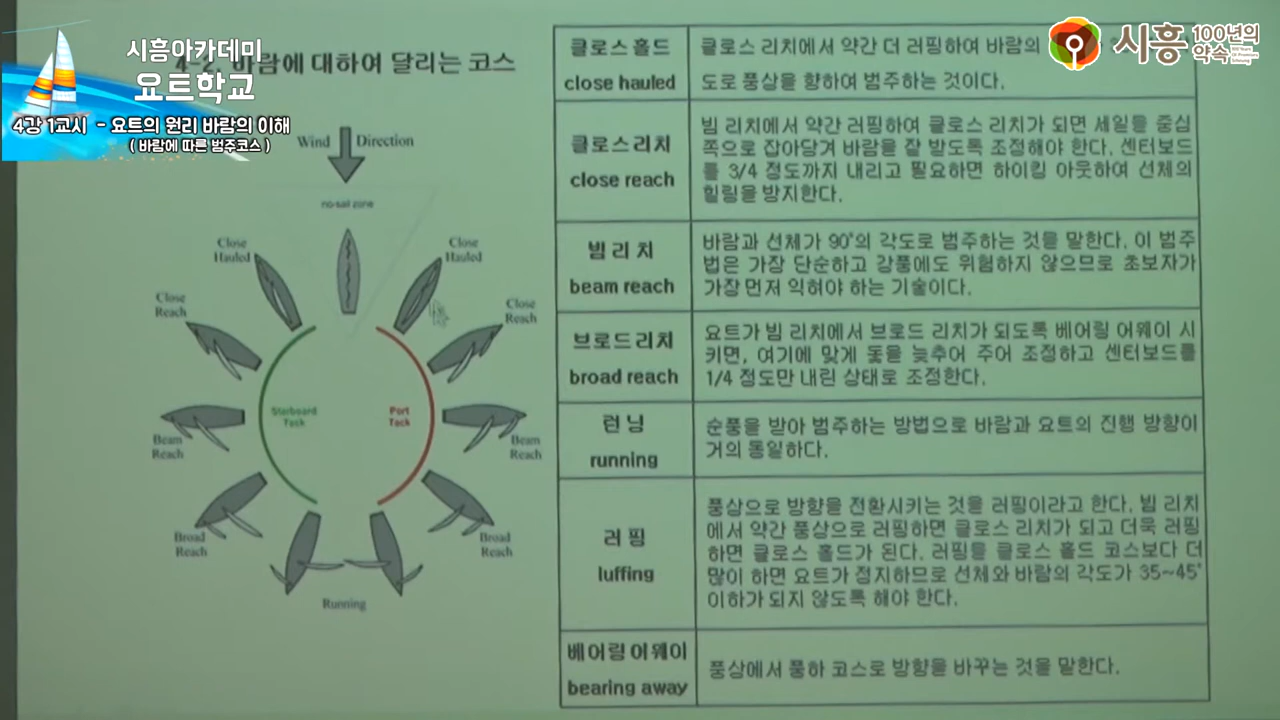 시흥아카데미
요트학교
4강 1교시 - 요트의 원리 바람의 이해
( 바람에 따른 범주코스 )
4-2. 바람에 대하여 달리는 코스
시흥
100년의
약속
Wind Direction
no-sail zone
Close
Hauled
Close
Hauled
Close
Reach
Close
Reach
Starboard
Tack
Port
Tack
Beam
Reach
Beam
Reach
Broad
Reach
Broad
Reach
Running
클로스 홀드
close hauled
클로스 리치에서 약간 더 러핑하여 바람의
도로 풍상을 향하여 범주하는 것이다.
클로스 리치
close reach
빔 리치에서 약간 러핑하여 클로스 리치가 되면 세일을 중심
쪽으로 잡아당겨 바람을 잘 받도록 조정해야 한다. 센터보드
를 3/4 정도까지 내리고 필요하면 하이킹 아웃하여 선체의
힐링을 방지한다.
빔 리 치
beam reach
바람과 선체가 90°의 각도로 범주하는 것을 말한다. 이 범주
법은 가장 단순하고 강풍에도 위험하지 않으므로 초보자가
가장 먼저 익혀야 하는 기술이다.
브로드 리치
broad reach
요트가 빔 리치에서 브로드 리치가 되도록 베어링 어웨이 시
키면, 여기에 맞게 돛을 늦추어 주어 조정하고 센터보드를
1/4 정도만 내린 상태로 조정한다.
런 닝
running
순풍을 받아 범주하는 방법으로 바람과 요트의 진행 방향이
거의 동일하다.
러 핑
luffing
풍상으로 방향을 전환시키는 것을 러핑이라고 한다. 빔 리치
에서 약간 풍상으로 러핑하면 클로스 리치가 되고 더욱 러핑
하면 클로스 홀드가 된다. 러핑을 클로스 홀드 코스보다 더
많이 하면 요트가 정지하므로 선체와 바람의 각도가 35~45°
이하가 되지 않도록 해야 한다.
베어링 어웨이
bearing away
풍상에서 풍하 코스로 방향을 바꾸는 것을 말한다.